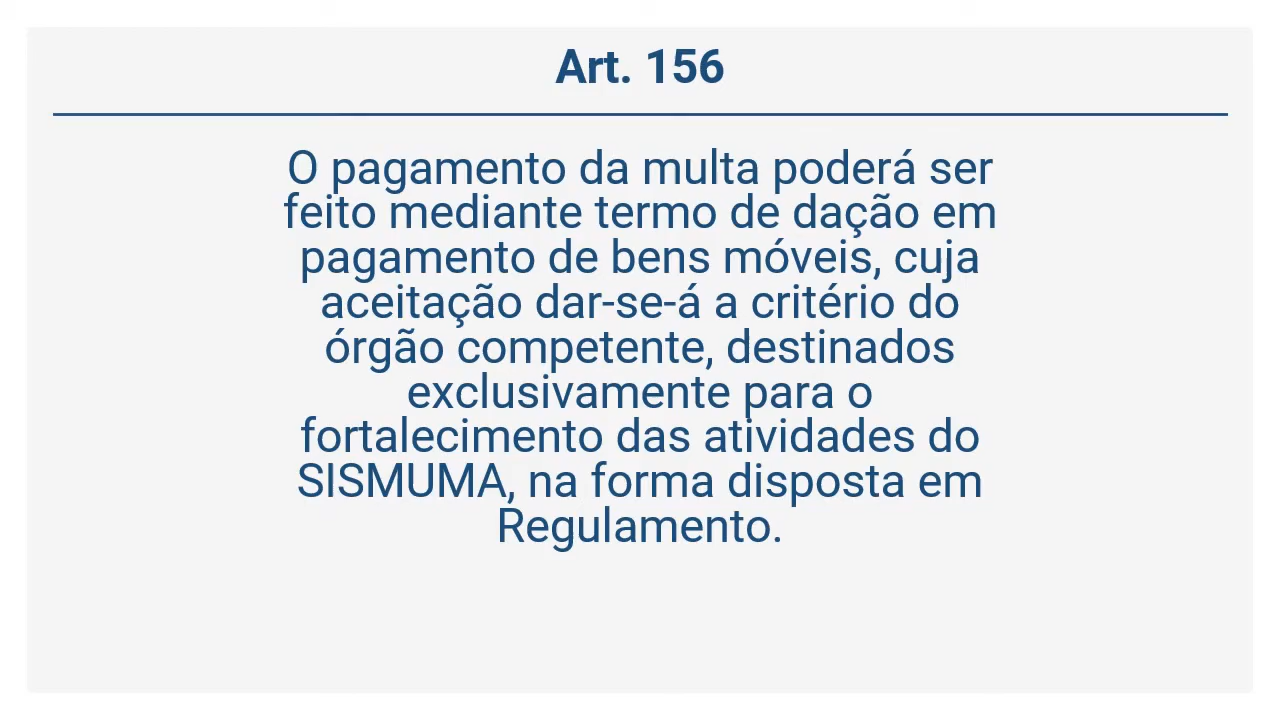 Art. 156
O pagamento da multa poderá ser
feito mediante termo de dação em
pagamento de bens móveis, cuja
aceitação dar-se-á a critério do
órgão competente, destinados
exclusivamente para o
fortalecimento das atividades do
SISMUMA, na forma disposta em
Regulamento.